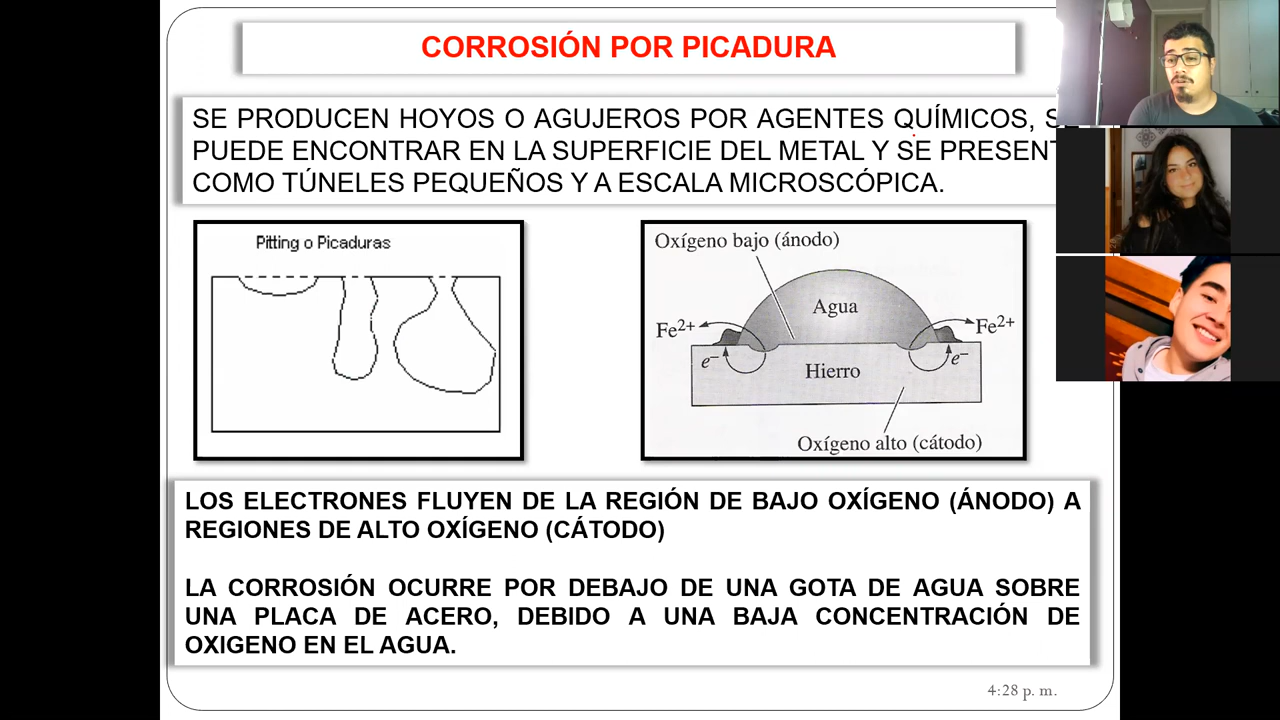 CORROSIÓN POR PICADURA
SE PRODUCEN HOYOS O AGUJEROS POR AGENTES QUÍMICOS,
PUEDE ENCONTRAR EN LA SUPERFICIE DEL METAL Y SE PRESENT
COMO TÚNELES PEQUEÑOS Y A ESCALA MICROSCÓPICA.
Pitting o Picaduras
Oxígeno bajo (ánodo)
Agua
Fe2+
Fe2+
e−
e−
Hierro
Oxígeno alto (cátodo)
LOS ELECTRONES FLUYEN DE LA REGIÓN DE BAJO OXÍGENO (ÁNODO) A
REGIONES DE ALTO OXÍGENO (CÁTODO)
LA CORROSIÓN OCURRE POR DEBAJO DE UNA GOTA DE AGUA SOBRE
UNA PLACA DE ACERO, DEBIDO A UNA BAJA CONCENTRACIÓN DE
OXIGENO EN EL AGUA.
4:28 p. m.